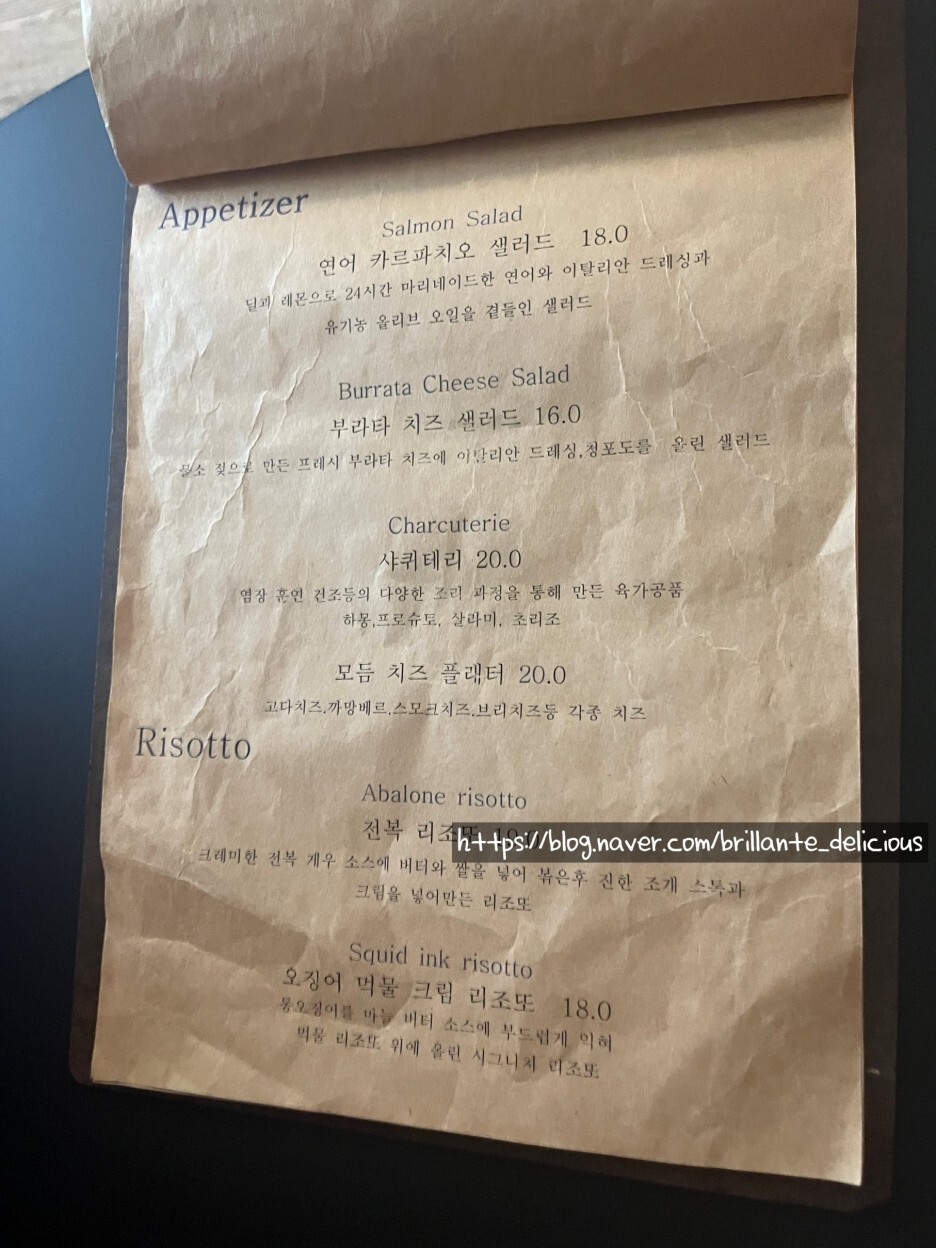 Appetizer
Salmon Salad
연어 카르파치오 샐러드 18.0
딜과 레몬으로 24시간 마리네이드한 연어와 이탈리안 드레싱과
유기농 올리브 오일을 곁들인 샐러드
Burrata Cheese Salad
부라타 치즈 샐러드 16.0
물소 젖으로 만든 프레시 부라타 치즈에 이탈리안 드레싱,청포도를 올린 샐러드
Charcuterie
샤퀴테리 20.0
염장 훈연 건조등의 다양한 조리 과정을 통해 만든 육가공품
하몽,프로슈토, 살라미, 초리조
모듬 치즈 플래터 20.0
고다치즈.까망베르.스모크치즈.브리치즈등 각종 치즈
Risotto
Abalone risotto
전복 리조또
https://blog.naver.com/brillante_delicious
크레미한 전복 게우 소스에 버터와 쌀을 넣어 볶은후 진한 조개 스톡과
크림을 넣어만든 리조또
Squid ink risotto
오징어 먹물 크림 리조또 18.0
통오징어를 마늘 버터 소스에 부드럽게 익혀
먹물 리조또 위에 올린 시그니처 리조또